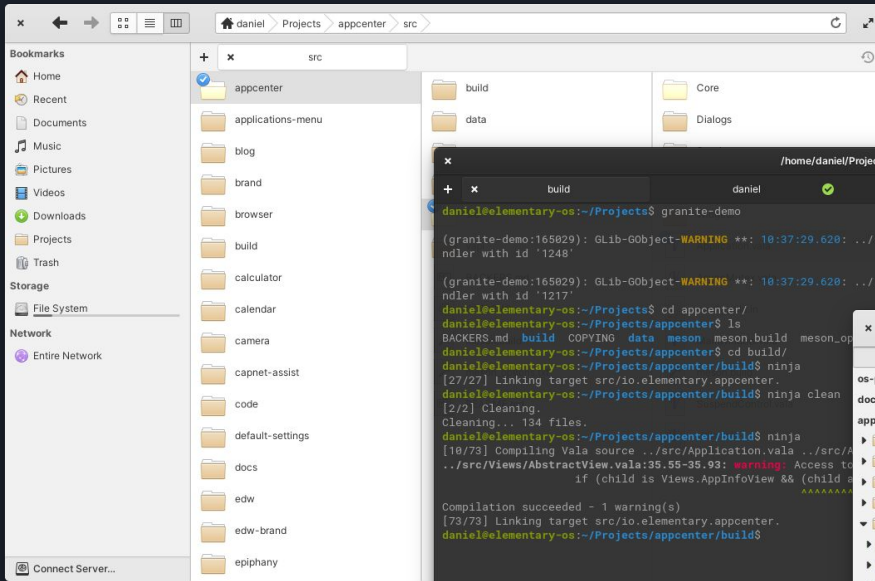 daniel Projects appcenter src
Bookmarks
Home
Recent
Documents
Music
Pictures
Videos
Downloads
Projects
Trash
Storage
File System
Network
Entire Network
Connect Server...
src
appcenter
applications-menu
blog
brand
browser
build
calculator
calendar
camera
capnet-assist
code
default-settings
docs
edw
edw-brand
epiphany
build
data
Core
Dialogs
/home/daniel/Projec
build daniel
daniel@elementary-os:~/Projects$ granite-demo
(granite-demo:165029): GLib-GObject-WARNING **: 10:37:29.620: ../
ndler with id '1248'
(granite-demo:165029): GLib-GObject-WARNING **: 10:37:29.620: ../
ndler with id '1217'
daniel@elementary-os:~/Projects$ cd appcenter/
daniel@elementary-os:~/Projects/appcenter$ ls
BACKERS.md build COPYING data meson meson.build meson_op
daniel@elementary-os:~/Projects/appcenter$ cd build/
daniel@elementary-os:~/Projects/appcenter/build$ ninja
[27/27] Linking target src/io.elementary.appcenter.
daniel@elementary-os:~/Projects/appcenter/build$ ninja clean
[2/2] Cleaning.
Cleaning... 134 files.
daniel@elementary-os:~/Projects/appcenter/build$ ninja
[10/73] Compiling Vala source ../src/Application.vala ../src/A
../src/Views/AbstractView.vala:35.55-35.93: warning: Access to
if (child is Views.AppInfoView && (child a
^^^^^^^^
Compilation succeeded - 1 warning(s)
[73/73] Linking target src/io.elementary.appcenter.
daniel@elementary-os:~/Projects/appcenter/build$
os-
doc
app